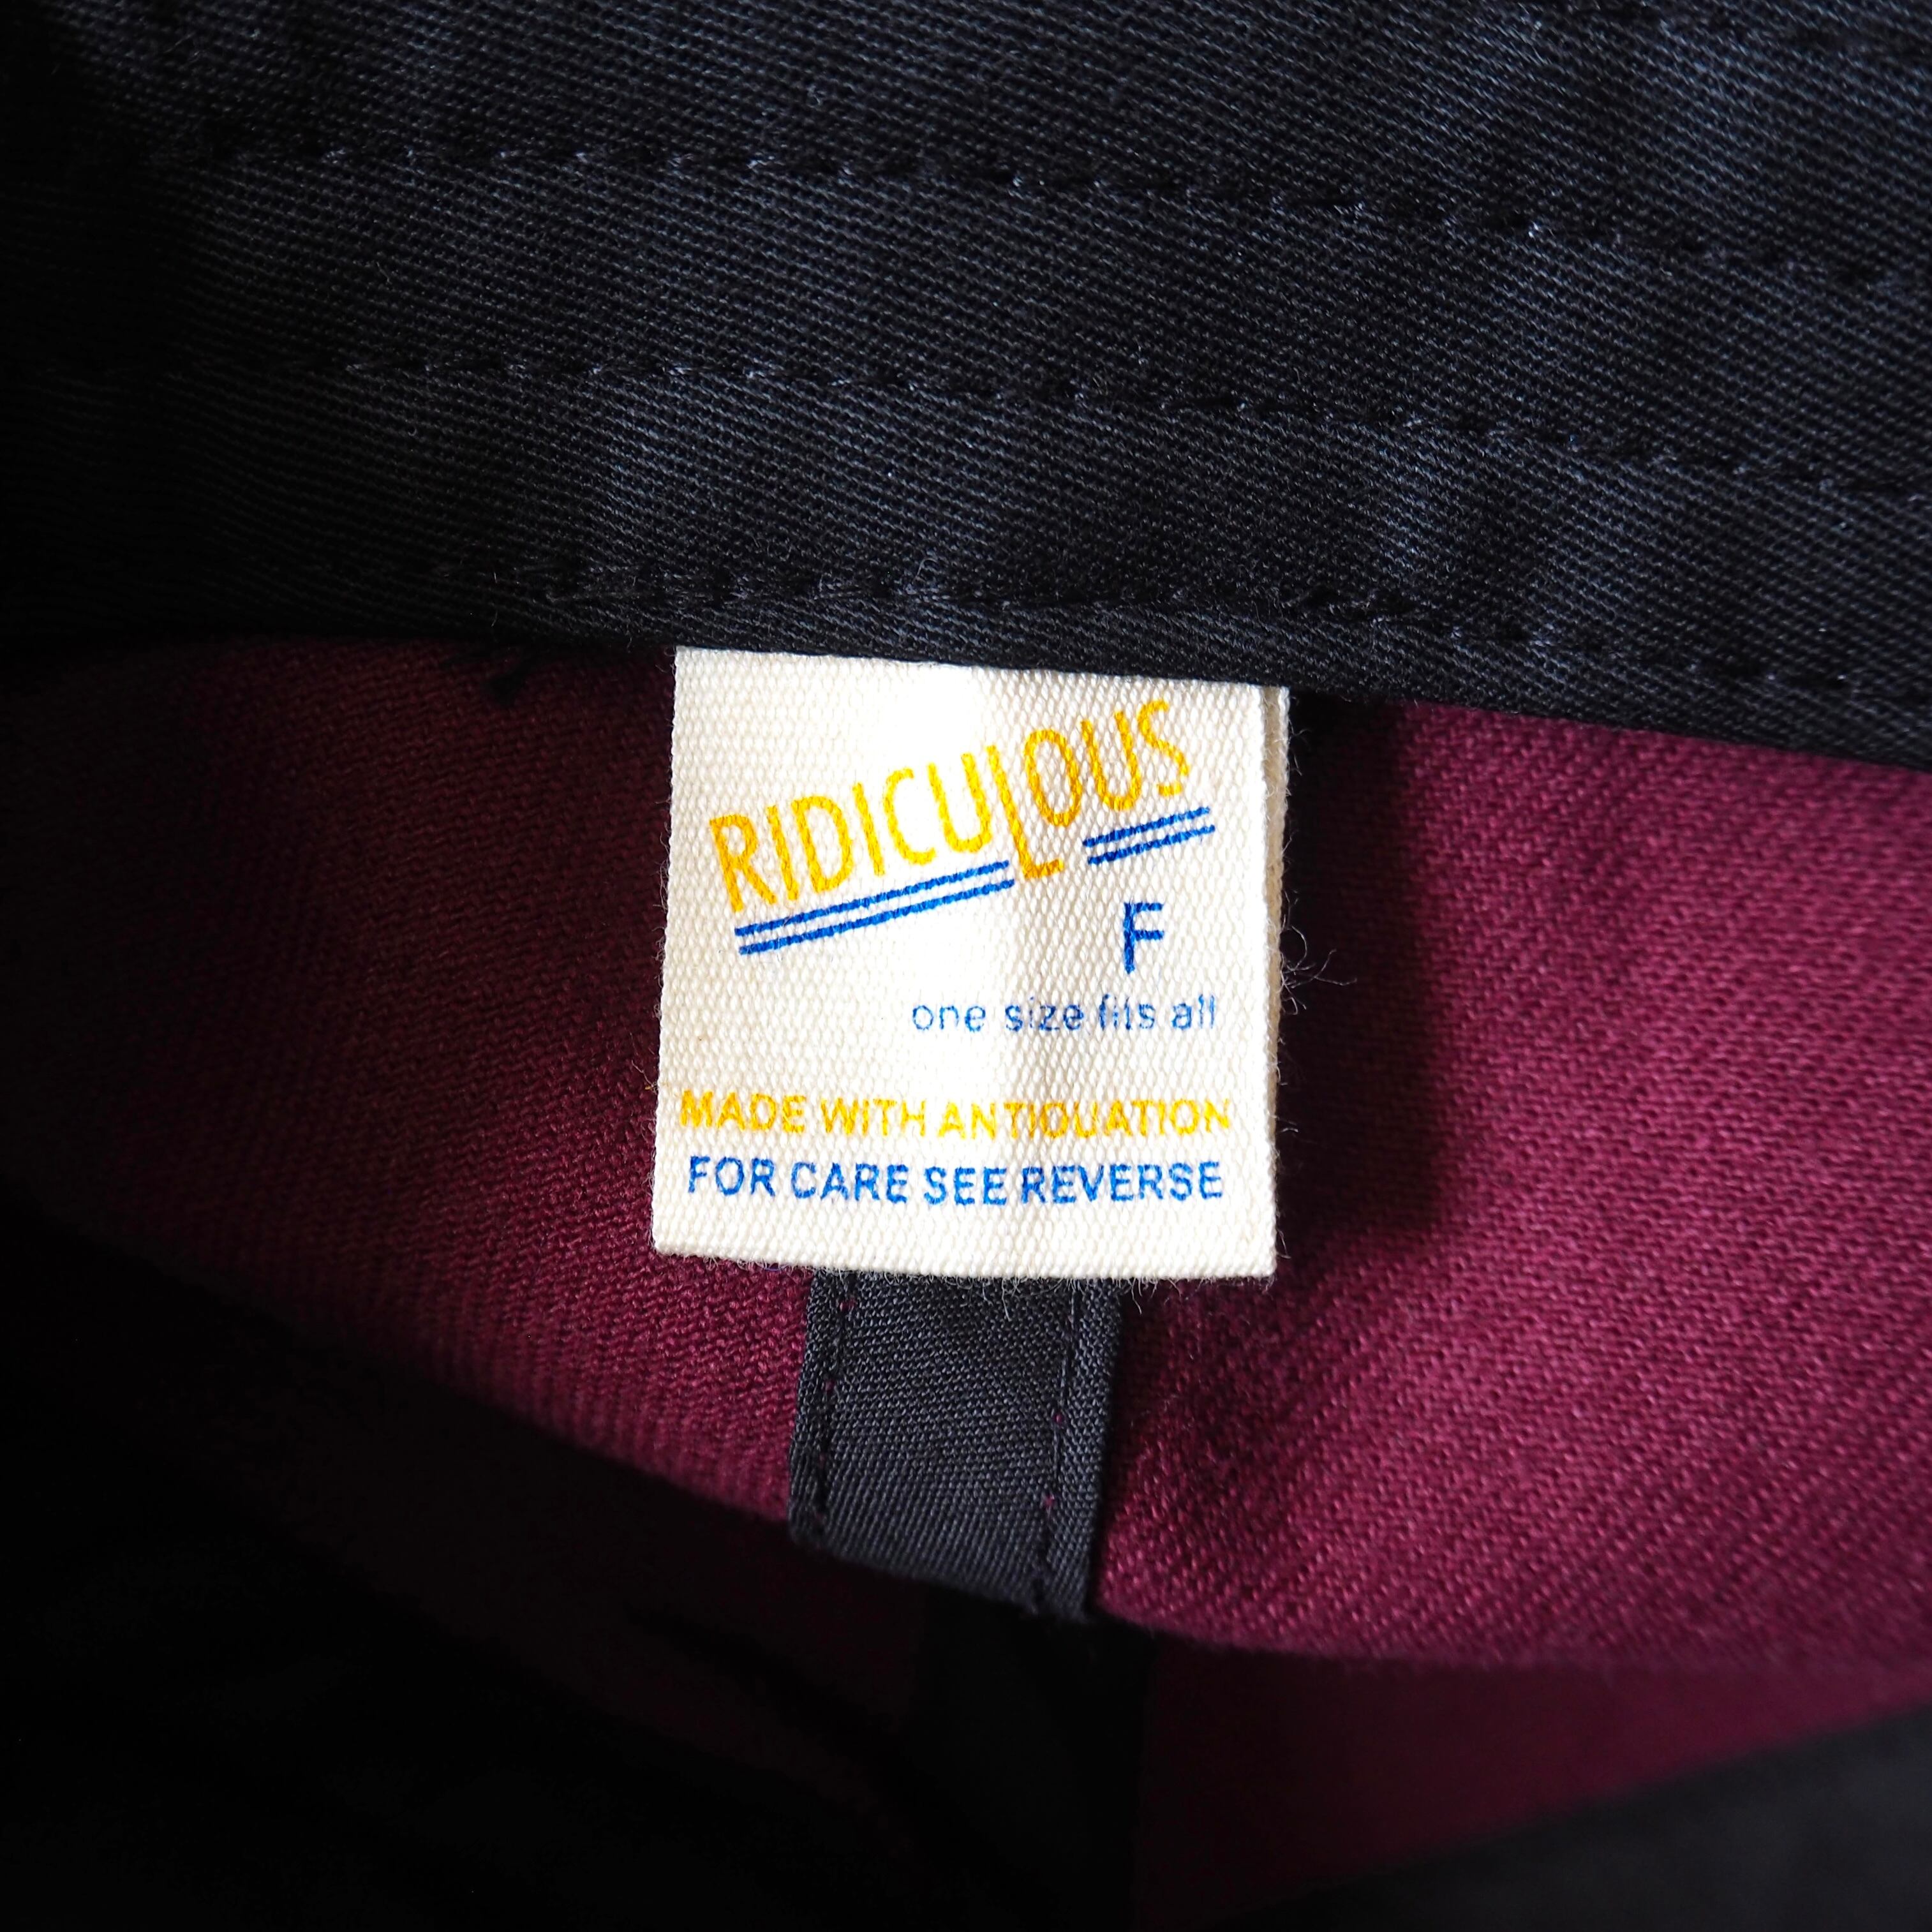 RIDICULOUS
F
one size fits all
MADE WITH ANTIQUATION
FOR CARE SEE REVERSE